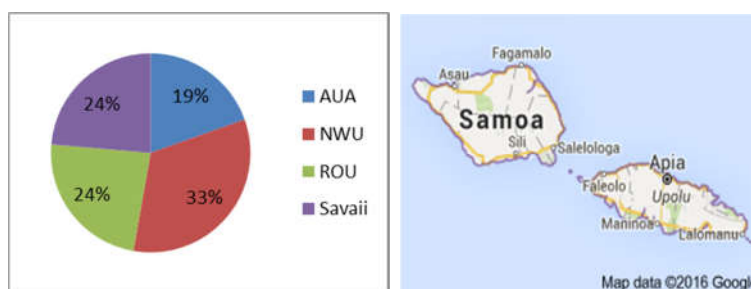 19%
33%
24%
24%
AUA
NWU
ROU
Savaii
Fagamalo
Asau
Samoa
Sili
Salelologa
Apia
Faleolo
Upolu
Maninoa
Lalomanu
Map data ©2016 Google